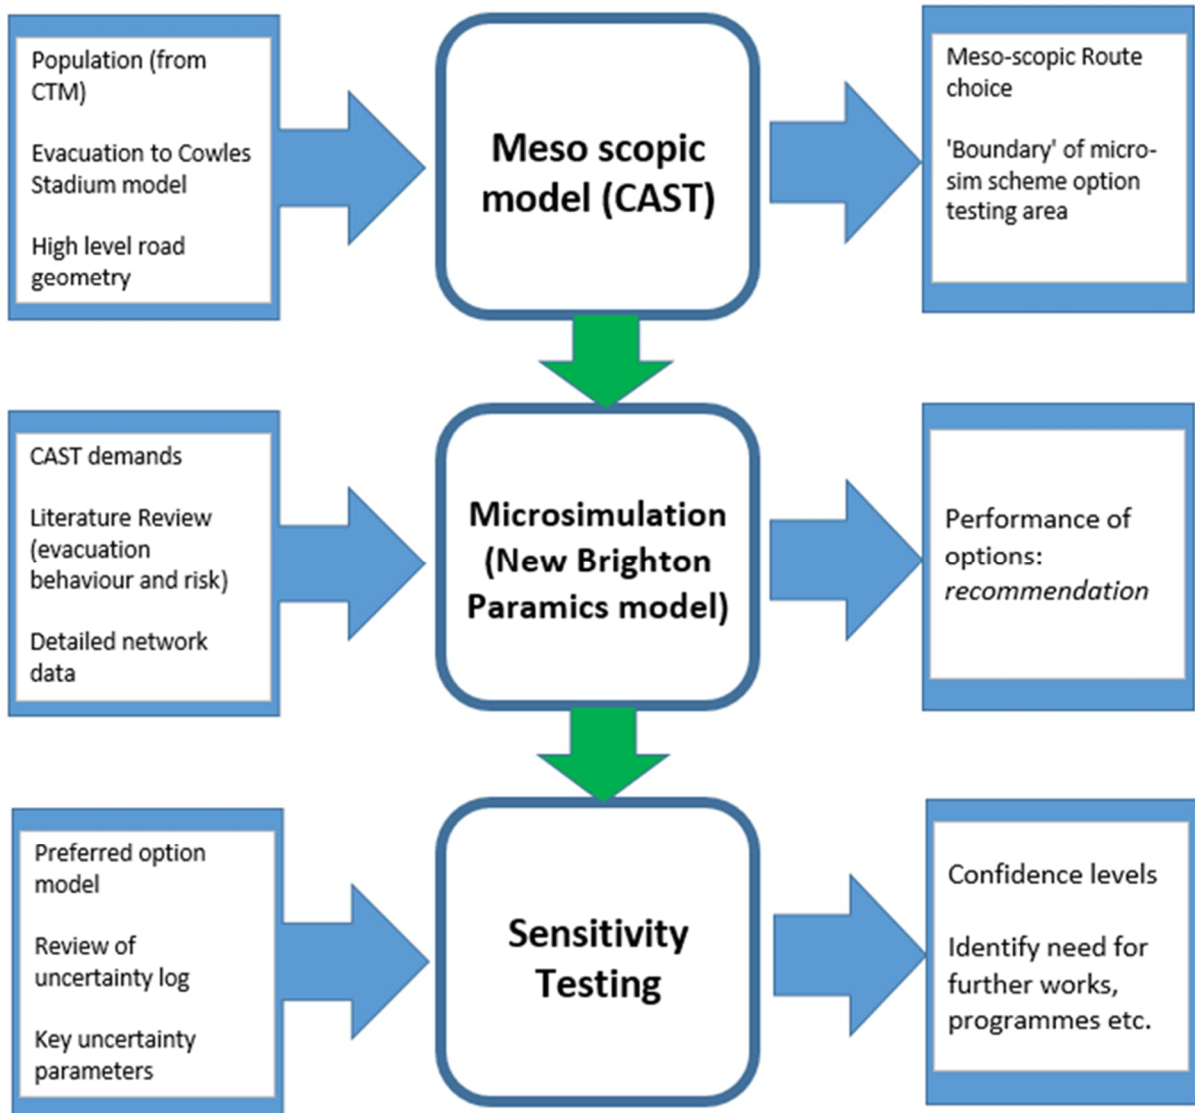 Population (from
CTM)
Evacuation to Cowles
Stadium model
High level road
geometry
Meso scopic
model (CAST)
Meso-scopic Route
choice
'Boundary' of micro-
sim scheme option
testing area
CAST demands
Literature Review
(evacuation
behaviour and risk)
Detailed network
data
Microsimulation
(New Brighton
Paramics model)
Performance of
options:
recommendation
Preferred option
model
Review of
uncertainty log
Key uncertainty
parameters
Sensitivity
Testing
Confidence levels
Identify need for
further works,
programmes etc.